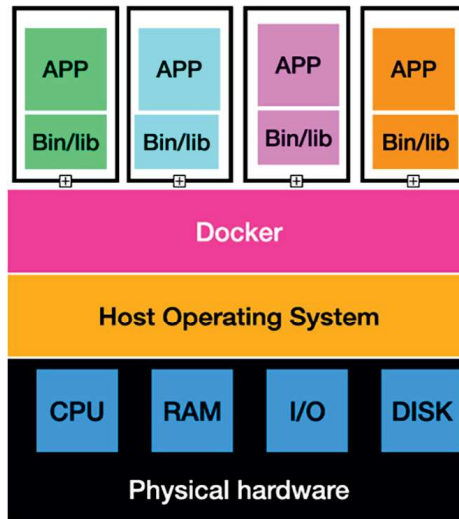 APP APP APP APP
Bin/lib Bin/lib Bin/lib Bin/lib
Docker
Host Operating System
CPU RAM I/O DISK
Physical hardware